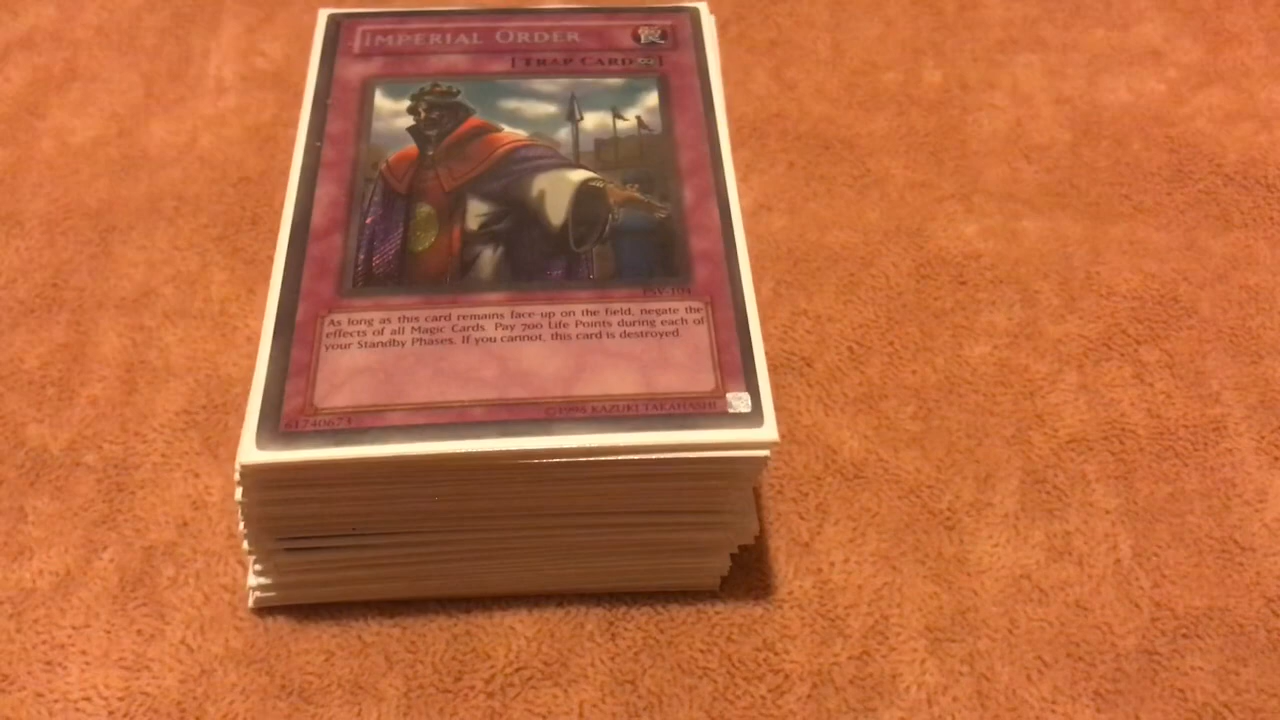 IMPERIAL ORDER
[TRAP CARD]
PSV-104
As long as this card remains face-up on the field, negate the
effects of all Magic Cards. Pay 700 Life Points during each of
your Standby Phases. If you cannot, this card is destroyed.
61740673
©1996 KAZUKI TAKAHASHI